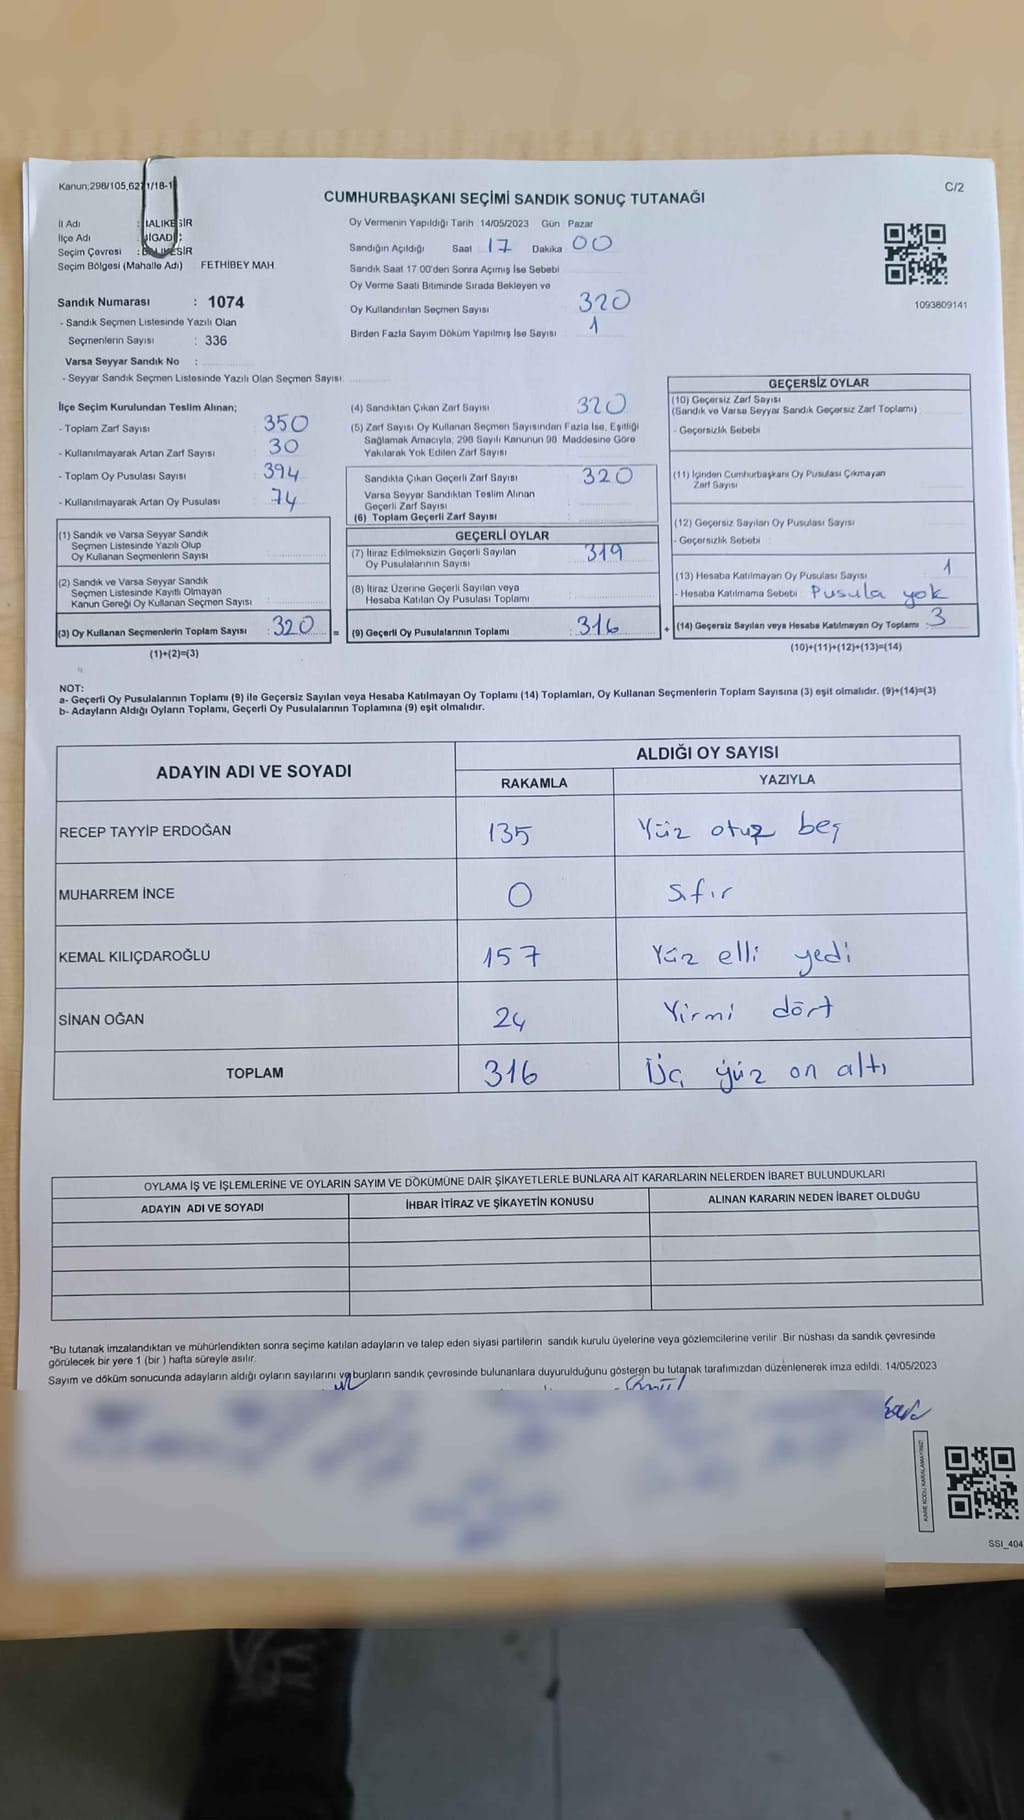 Kanun:298/105,627/1/18-1
C/2
CUMHURBAŞKANI SEÇİMİ SANDIK SONUÇ TUTANAĞI
İl Adı : BALIKESİR
İlçe Adı :
Seçim Çevresi : BALIKESİR
Seçim Bölgesi (Mahalle Adı) FETHİBEY MAH
Sandık Numarası : 1074
- Sandık Seçmen Listesinde Yazılı Olan
Seçmenlerin Sayısı : 336
Varsa Seyyar Sandık No :
- Seyyar Sandık Seçmen Listesinde Yazılı Olan Seçmen Sayısı:
Oy Vermenin Yapıldığı Tarih 14/05/2023 Gün Pazar
Sandığın Açıldığı Saat 17 Dakika 00
Sandık Saat 17:00'den Sonra Açımış İse Sebebi
Oy Verme Saati Bitiminde Sırada Bekleyen ve
Oy Kullandırılan Seçmen Sayısı 320
Birden Fazla Sayım Döküm Yapılmış İse Sayısı 1
1093809141
İlçe Seçim Kurulundan Teslim Alınan;
- Toplam Zarf Sayısı 350
- Kullanılmayarak Artan Zarf Sayısı 30
- Toplam Oy Pusulası Sayısı 394
- Kullanılmayarak Artan Oy Pusulası 74
(1) Sandık ve Varsa Seyyar Sandık
Seçmen Listesinde Yazılı Olup
Oy Kullanan Seçmenlerin Sayısı
(2) Sandık ve Varsa Seyyar Sandık
Seçmen Listesinde Kayıtlı Olmayan
Kanun Gereği Oy Kullanan Seçmen Sayısı
(3) Oy Kullanan Seçmenlerin Toplam Sayısı : 320 =
(1)+(2)=(3)
(4) Sandıktan Çıkan Zarf Sayısı 320
(5) Zarf Sayısı Oy Kullanan Seçmen Sayısından Fazla İse, Eşitliği
Sağlamak Amacıyla, 298 Sayılı Kanunun 98. Maddesine Göre
Yakılarak Yok Edilen Zarf Sayısı
Sandıkta Çıkan Geçerli Zarf Sayısı 320
Varsa Seyyar Sandıktan Teslim Alınan
Geçerli Zarf Sayısı
(6) Toplam Geçerli Zarf Sayısı :
GEÇERLİ OYLAR
(7) İtiraz Edilmeksizin Geçerli Sayılan
Oy Pusulalarının Sayısı 319
(8) İtiraz Üzerine Geçerli Sayılan veya
Hesaba Katılan Oy Pusulası Toplamı
(9) Geçerli Oy Pusulalarının Toplamı : 316 +
GEÇERSİZ OYLAR
(10) Geçersiz Zarf Sayısı
(Sandık ve Varsa Seyyar Sandık Geçersiz Zarf Toplamı)
- Geçersizlik Sebebi
(11) İçinden Cumhurbaşkanı Oy Pusulası Çıkmayan
Zarf Sayısı
(12) Geçersiz Sayılan Oy Pusulası Sayısı
- Geçersizlik Sebebi :
(13) Hesaba Katılmayan Oy Pusulası Sayısı 1
- Hesaba Katılmama Sebebi Pusula yok
(14) Geçersiz Sayılan veya Hesaba Katılmayan Oy Toplamı : 3
(10)+(11)+(12)+(13)=(14)
NOT:
a- Geçerli Oy Pusulalarının Toplamı (9) ile Geçersiz Sayılan veya Hesaba Katılmayan Oy Toplamı (14) Toplamları, Oy Kullanan Seçmenlerin Toplam Sayısına (3) eşit olmalıdır. (9)+(14)=(3)
b- Adayların Aldığı Oyların Toplamı, Geçerli Oy Pusulalarının Toplamına (9) eşit olmalıdır.
ADAYIN ADI VE SOYADI
ALDIĞI OY SAYISI
RAKAMLA YAZIYLA
RECEP TAYYİP ERDOĞAN 135 Yüz otuz beş
MUHARREM İNCE 0 Sıfır
KEMAL KILIÇDAROĞLU 157 Yüz elli yedi
SİNAN OĞAN 24 Yirmi dört
TOPLAM 316 Üç yüz on altı
OYLAMA İŞ VE İŞLEMLERİNE VE OYLARIN SAYIM VE DÖKÜMÜNE DAİR ŞİKAYETLERLE BUNLARA AİT KARARLARIN NELERDEN İBARET BULUNDUKLARI
ADAYIN ADI VE SOYADI İHBAR İTİRAZ VE ŞİKAYETİN KONUSU ALINAN KARARIN NEDEN İBARET OLDUĞU
*Bu tutanak imzalandıktan ve mühürlendikten sonra seçime katılan adayların ve talep eden siyasi partilerin sandık kurulu üyelerine veya gözlemcilerine verilir. Bir nüshası da sandık çevresinde
görülecek bir yere 1 (bir ) hafta süreyle asılır.
Sayım ve döküm sonucunda adayların aldığı oyların sayılarını ve bunların sandık çevresinde bulunanlara duyurulduğunu gösteren bu tutanak tarafımızdan düzenlenerek imza edildi. 14/05/2023
KARE KODU KARALAMAYINIZ!
SSI_404